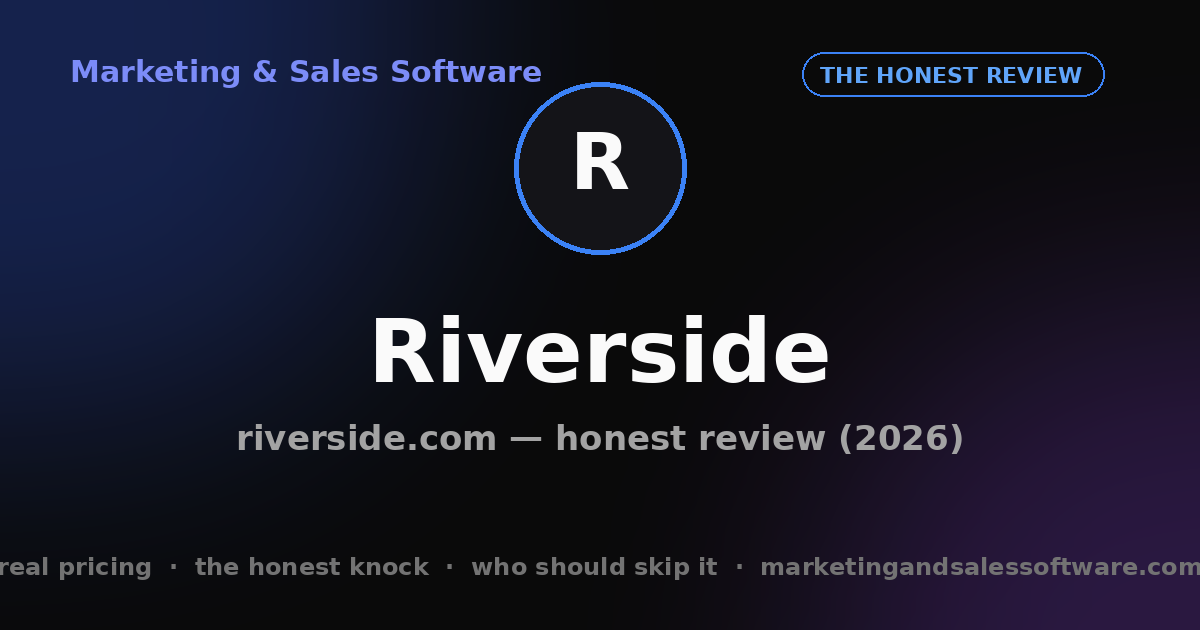 Marketing & Sales Software
THE HONEST REVIEW
R
Riverside
riverside.com — honest review (2026)
real pricing · the honest knock · who should skip it · marketingandsalessoftware.com